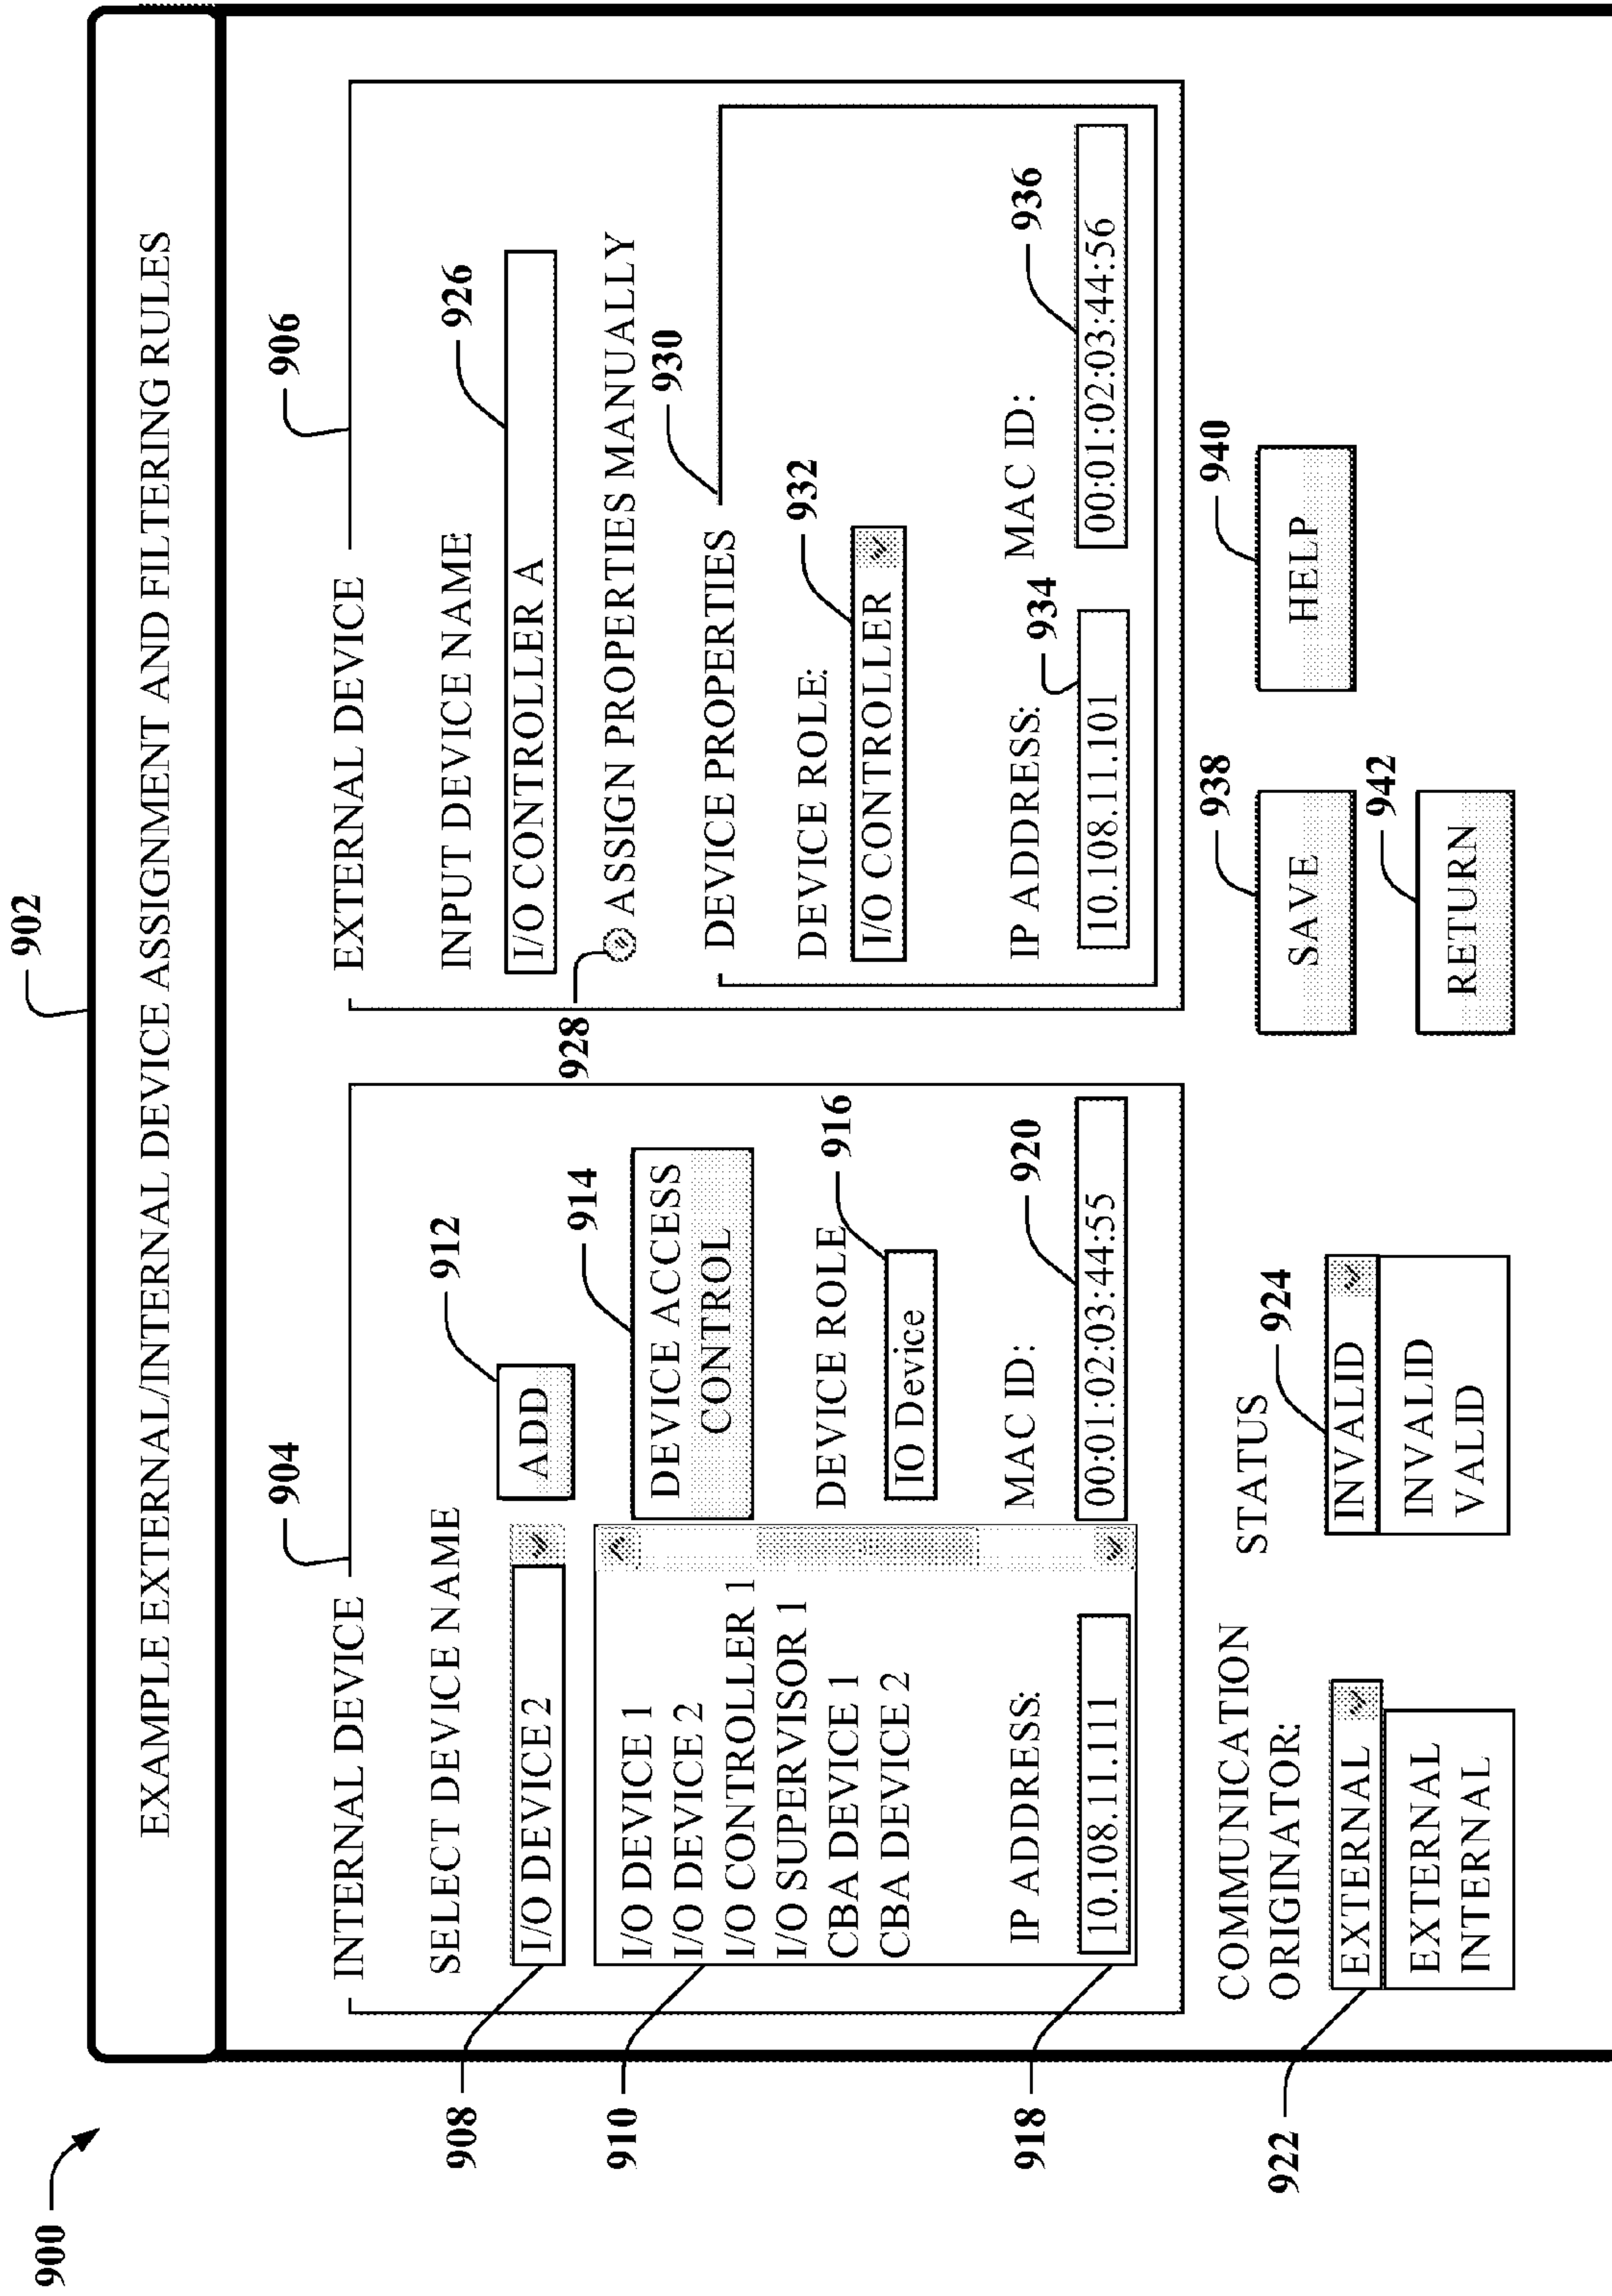 900
902
EXAMPLE EXTERNAL/INTERNAL DEVICE ASSIGNMENT AND FILTERING RULES
904
INTERNAL DEVICE
SELECT DEVICE NAME
908
I/O DEVICE 2
912
ADD
910
I/O DEVICE 1
I/O DEVICE 2
I/O CONTROLLER 1
I/O SUPERVISOR 1
CBA DEVICE 1
CBA DEVICE 2
914
DEVICE ACCESS
CONTROL
DEVICE ROLE
916
IO Device
918
IP ADDRESS:
10.108.11.111
MAC ID:
920
00:01:02:03:44:55
906
EXTERNAL DEVICE
INPUT DEVICE NAME
926
I/O CONTROLLER A
928
ASSIGN PROPERTIES MANUALLY
DEVICE PROPERTIES
930
DEVICE ROLE:
932
I/O CONTROLLER
IP ADDRESS:
934
10.108.11.101
MAC ID:
936
00:01:02:03:44:56
COMMUNICATION
ORIGINATOR:
922
EXTERNAL
EXTERNAL
INTERNAL
STATUS
924
INVALID
INVALID
VALID
938
SAVE
940
HELP
942
RETURN